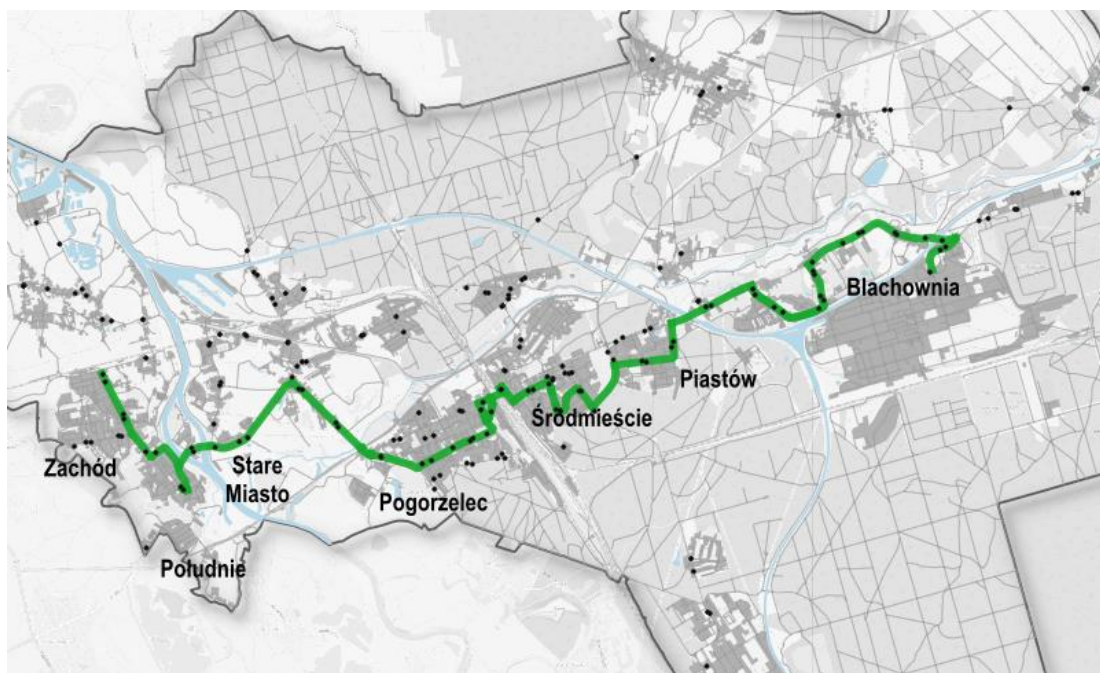 Zachód
Stare
Miasto
Południe
Pogorzelec
Śródmieście
Piastów
Blachownia